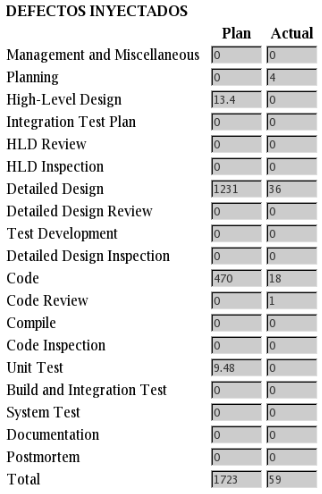 DEFECTOS INYECTADOS
Plan Actual
Management and Miscellaneous 0 0
Planning 0 4
High-Level Design 13.4 0
Integration Test Plan 0 0
HLD Review 0 0
HLD Inspection 0 0
Detailed Design 1231 36
Detailed Design Review 0 0
Test Development 0 0
Detailed Design Inspection 0 0
Code 470 18
Code Review 0 1
Compile 0 0
Code Inspection 0 0
Unit Test 9.48 0
Build and Integration Test 0 0
System Test 0 0
Documentation 0 0
Postmortem 0 0
Total 1723 59